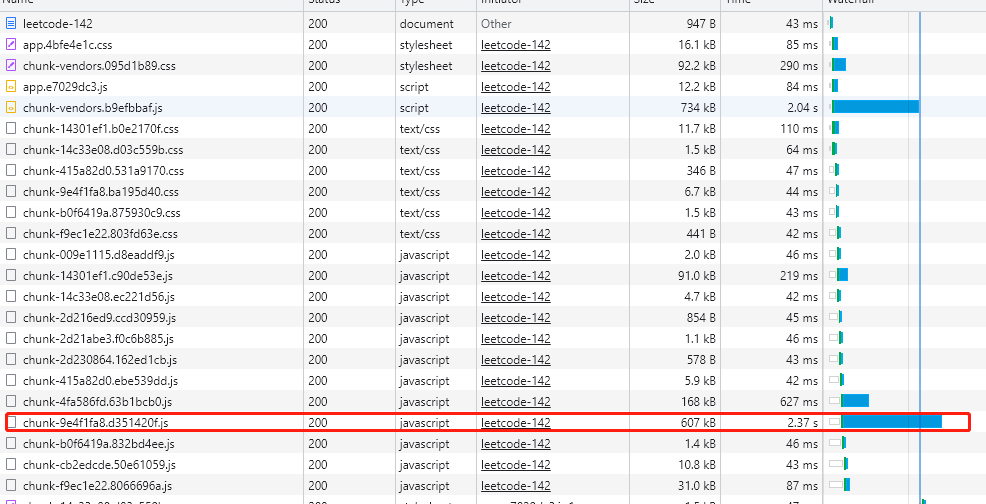 Name Status Type Initiator Size Time Waterfall
leetcode-142 200 document Other 947 B 43 ms
app.4bfe4e1c.css 200 stylesheet leetcode-142 16.1 kB 85 ms
chunk-vendors.095d1b89.css 200 stylesheet leetcode-142 92.2 kB 290 ms
app.e7029dc3.js 200 script leetcode-142 12.2 kB 84 ms
chunk-vendors.b9efbbaf.js 200 script leetcode-142 734 kB 2.04 s
chunk-14301ef1.b0e2170f.css 200 text/css leetcode-142 11.7 kB 110 ms
chunk-14c33e08.d03c559b.css 200 text/css leetcode-142 1.5 kB 64 ms
chunk-415a82d0.531a9170.css 200 text/css leetcode-142 346 B 47 ms
chunk-9e4f1fa8.ba195d40.css 200 text/css leetcode-142 6.7 kB 44 ms
chunk-b0f6419a.875930c9.css 200 text/css leetcode-142 1.5 kB 43 ms
chunk-f9ec1e22.803fd63e.css 200 text/css leetcode-142 441 B 42 ms
chunk-009e1115.d8eaddf9.js 200 javascript leetcode-142 2.0 kB 46 ms
chunk-14301ef1.c90de53e.js 200 javascript leetcode-142 91.0 kB 219 ms
chunk-14c33e08.ec221d56.js 200 javascript leetcode-142 4.7 kB 42 ms
chunk-2d216ed9.ccd30959.js 200 javascript leetcode-142 854 B 45 ms
chunk-2d21abe3.f0c6b885.js 200 javascript leetcode-142 1.1 kB 46 ms
chunk-2d230864.162ed1cb.js 200 javascript leetcode-142 578 B 43 ms
chunk-415a82d0.ebe539dd.js 200 javascript leetcode-142 5.9 kB 42 ms
chunk-4fa586fd.63b1bcb0.js 200 javascript leetcode-142 168 kB 627 ms
chunk-9e4f1fa8.d351420f.js 200 javascript leetcode-142 607 kB 2.37 s
chunk-b0f6419a.832bd4ee.js 200 javascript leetcode-142 1.4 kB 46 ms
chunk-cb2edcde.50e61059.js 200 javascript leetcode-142 10.8 kB 43 ms
chunk-f9ec1e22.8066696a.js 200 javascript leetcode-142 31.0 kB 87 ms